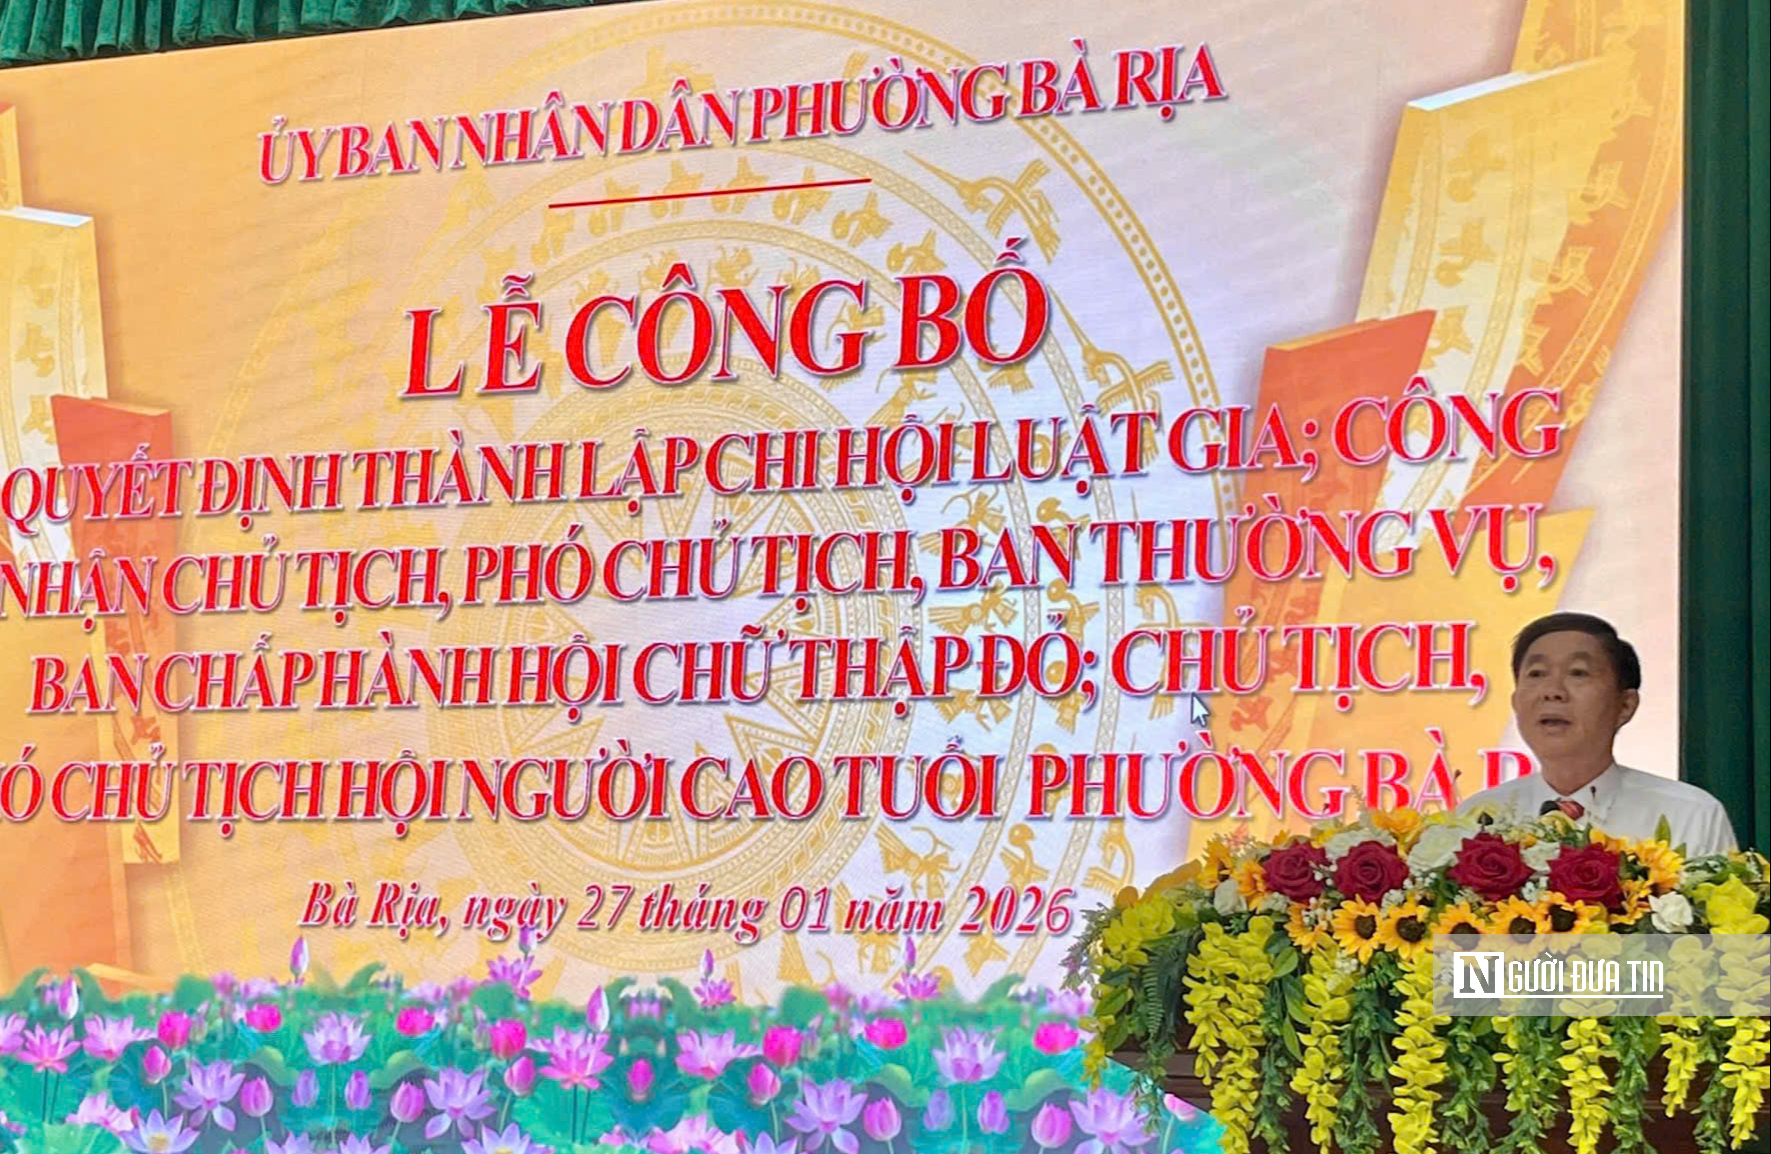 ỦY BAN NHÂN DÂN PHƯỜNG BÀ RỊA
LỄ CÔNG BỐ
QUYẾT ĐỊNH THÀNH LẬP CHI HỘI LUẬT GIA; CÔNG
NHẬN CHỦ TỊCH, PHÓ CHỦ TỊCH, BAN THƯỜNG VỤ,
BAN CHẤP HÀNH HỘI CHỮ THẬP ĐỎ; CHỦ TỊCH,
Ó CHỦ TỊCH HỘI NGƯỜI CAO TUỔI PHƯỜNG BÀ R
Bà Rịa, ngày 27 tháng 01 năm 2026
NGƯỜI ĐƯA TIN